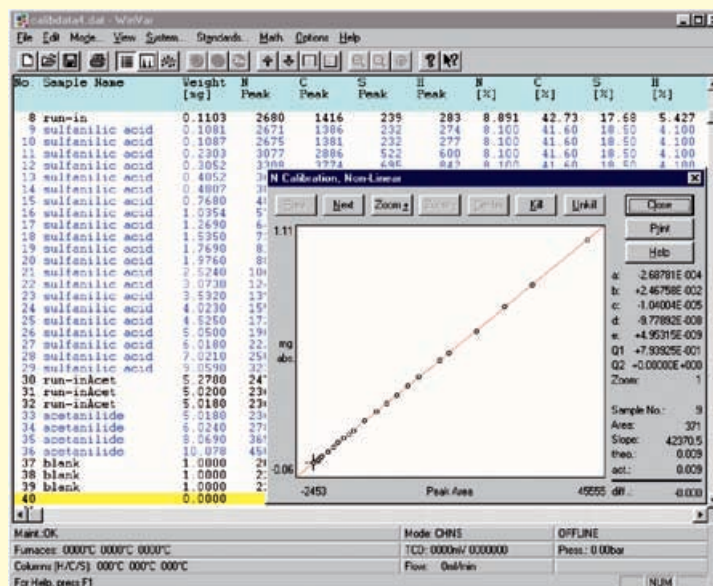 calibdata4.dat - WinVar
File Edit Mode... View System... Standards... Math Options Help
No. Sample Name Weight N C S H N C S H
[mg] Peak Peak Peak Peak [%] [%] [%] [%]
8 run-in 0.1103 2680 1416 239 283 8.891 42.73 17.68 5.427
9 sulfanilic acid 0.1081 2671 1386 232 274 8.100 41.60 18.50 4.100
10 sulfanilic acid 0.1087 2675 1381 232 277 8.100 41.60 18.50 4.100
11 sulfanilic acid 0.2303 3077 2886 522 600 8.100 41.60 18.50 4.100
12 sulfanilic acid 0.3052
13 sulfanilic acid 0.4052
14 sulfanilic acid 0.4807
15 sulfanilic acid 0.7680
16 sulfanilic acid 1.0354
17 sulfanilic acid 1.2690
18 sulfanilic acid 1.5350
19 sulfanilic acid 1.7690
20 sulfanilic acid 1.9760
21 sulfanilic acid 2.5240
22 sulfanilic acid 3.0738
23 sulfanilic acid 3.5320
24 sulfanilic acid 4.0230
25 sulfanilic acid 4.5250
26 sulfanilic acid 5.0500
27 sulfanilic acid 6.0180
28 sulfanilic acid 7.0210
29 sulfanilic acid 9.0590
30 run-inAcet 5.2780
31 run-inAcet 5.0200
32 run-inAcet 5.0180
33 acetanilide 5.0180
34 acetanilide 6.0240
35 acetanilide 8.0690
36 acetanilide 10.078
37 blank 1.0000
38 blank 1.0000
39 blank 1.0000
40 0.0000
N Calibration, Non-Linear
Next Zoom + Kill Unkill Close
Print
Help
1.11
mg
abs.
-0.06
-2453 Peak Area 45555
a: -2.68781E-004
b: +2.46758E-002
c: -1.04004E-005
d: -9.77892E-008
e: +4.95315E-009
Q1 +7.93925E-001
Q2 +0.00000E+000
Zoom: 1
Sample No.: 9
Area: 371
Slope: 42370.5
theo.: 0.009
act.: 0.009
diff.: -0.000
Maint.:OK Mode: CHNS OFFLINE
Furnaces: 0000°C 0000°C 0000°C TCD: 0000mV 0000000 Press.: 0.00bar
Columns (H/C/S): 000°C 000°C 000°C Flow: 0ml/min
For Help, press F1 NUM